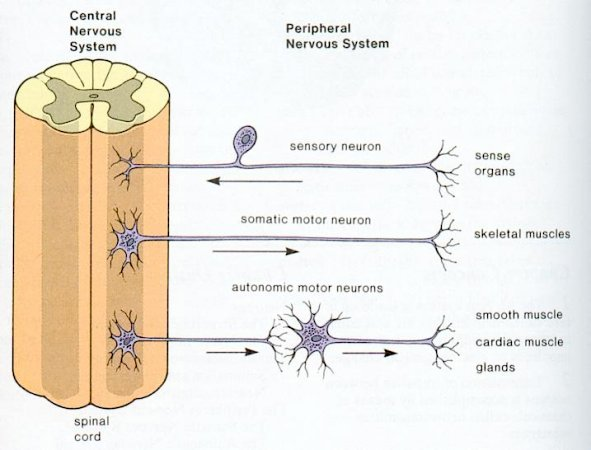 Central
Nervous
System
Peripheral
Nervous System
sensory neuron
sense
organs
somatic motor neuron
skeletal muscles
autonomic motor neurons
smooth muscle
cardiac muscle
glands
spinal
cord